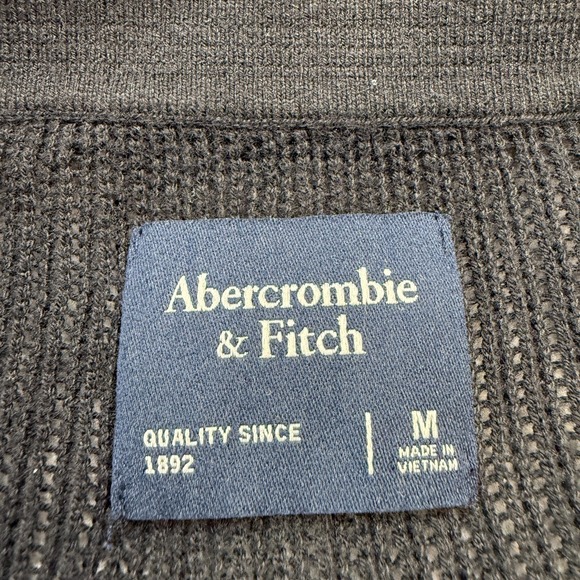 Abercrombie
& Fitch
QUALITY SINCE
1892
M
MADE IN
VIETNAM